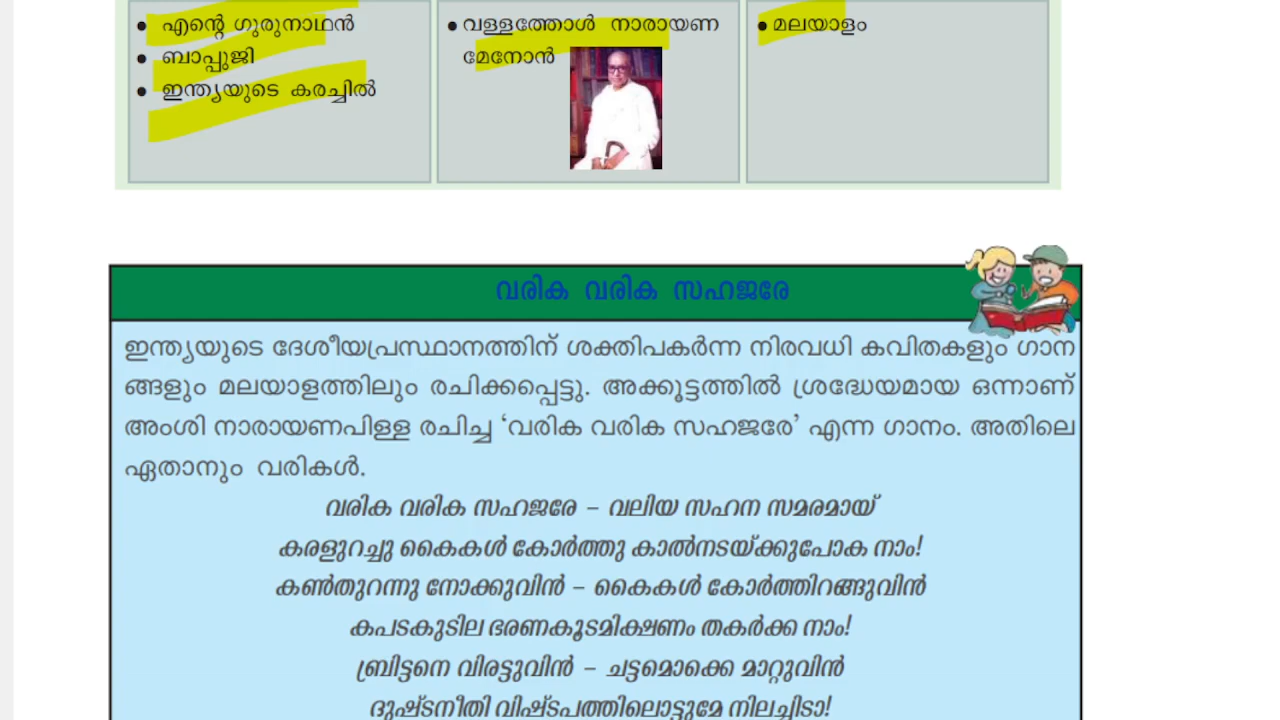 • എന്റെ ഗുരുനാഥൻ
• ബാപ്പുജി
• ഇന്ത്യയുടെ കരച്ചിൽ
• വള്ളത്തോൾ നാരായണ
മേനോൻ
• മലയാളം
വരിക വരിക സഹജരേ
ഇന്ത്യയുടെ ദേശീയപ്രസ്ഥാനത്തിന് ശക്തിപകർന്ന നിരവധി കവിതകളും ഗാന
ങ്ങളും മലയാളത്തിലും രചിക്കപ്പെട്ടു. അക്കൂട്ടത്തിൽ ശ്രദ്ധേയമായ ഒന്നാണ്
അംശി നാരായണപിള്ള രചിച്ച ‘വരിക വരിക സഹജരേ’ എന്ന ഗാനം. അതിലെ
ഏതാനും വരികൾ.
വരിക വരിക സഹജരേ – വലിയ സഹന സമരമായ്
കരളുറച്ചു കൈകൾ കോർത്തു കാൽനടയ്ക്കുപോക നാം!
കൺതുറന്നു നോക്കുവിൻ – കൈകൾ കോർത്തിറങ്ങുവിൻ
കപടകുടില ഭരണകൂടമിക്ഷണം തകർക്ക നാം!
ബ്രിട്ടനെ വിരട്ടുവിൻ – ചട്ടമൊക്കെ മാറ്റുവിൻ
ദുഷ്ടനീതി വിഷ്ടപത്തിലൊട്ടുമേ നിലച്ചിടാ!